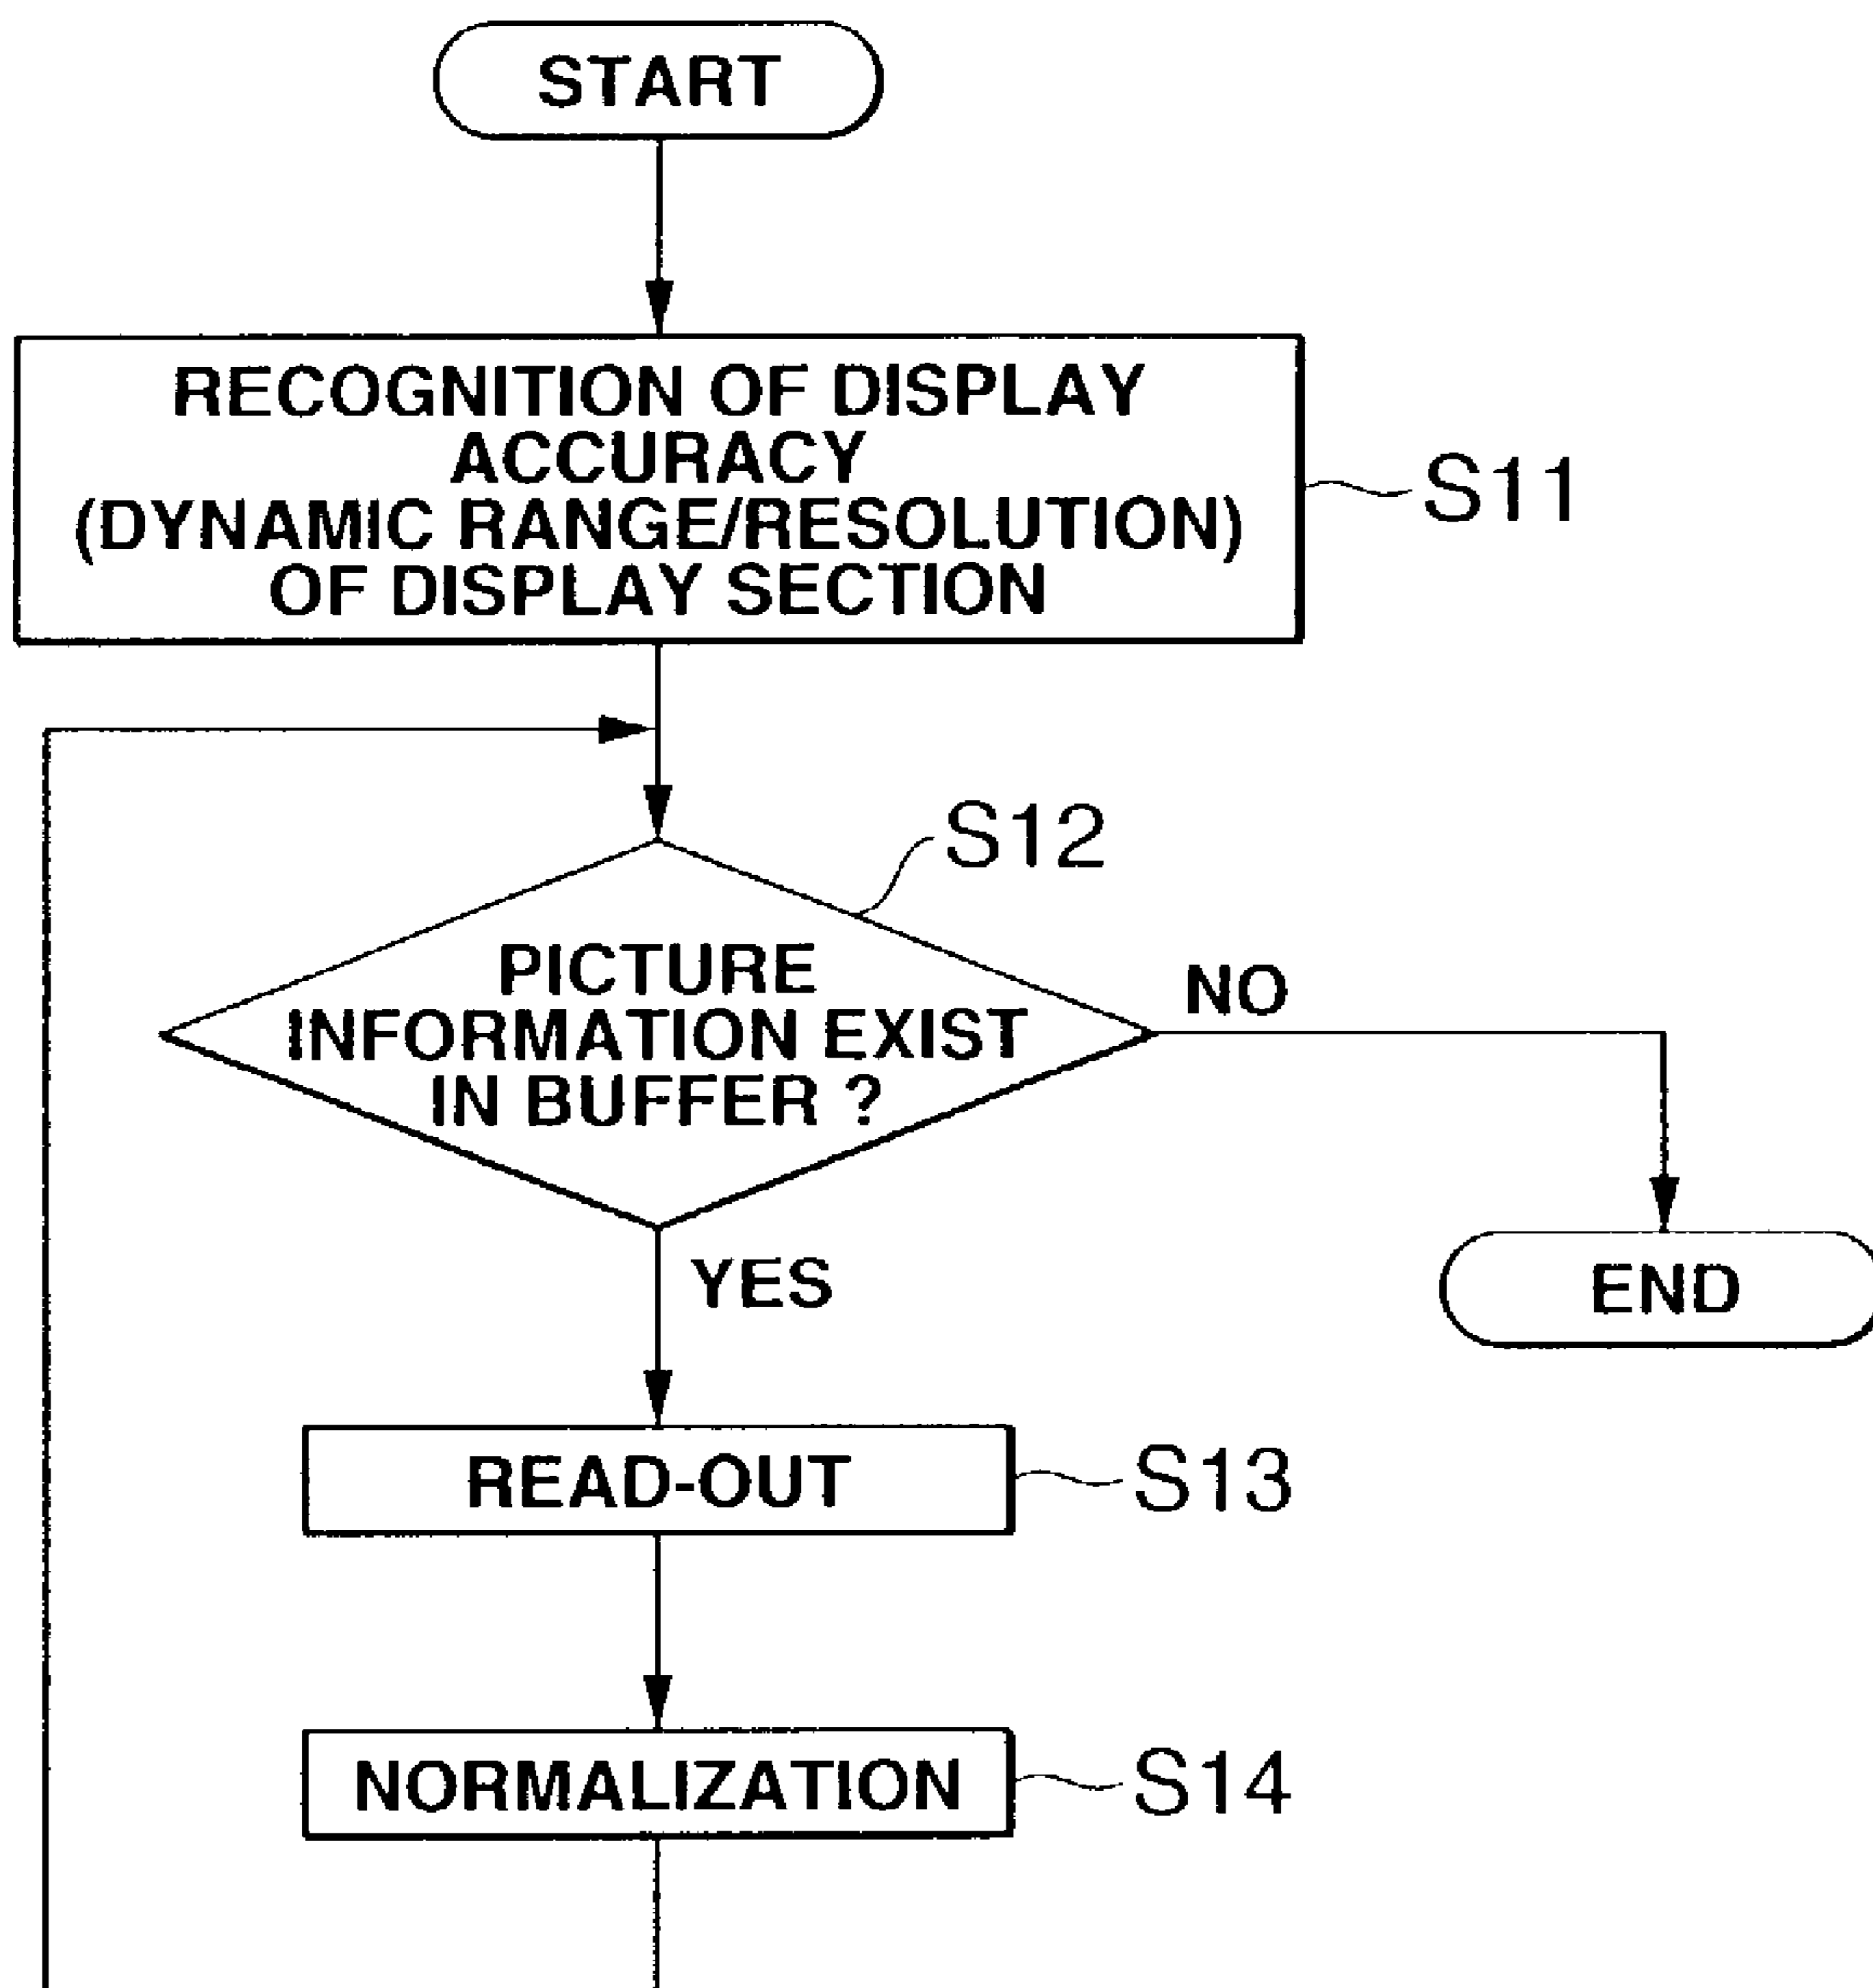 START
RECOGNITION OF DISPLAY
ACCURACY
(DYNAMIC RANGE/RESOLUTION)
OF DISPLAY SECTION
S11
S12
PICTURE
INFORMATION EXIST
IN BUFFER ?
NO
YES
END
READ-OUT
S13
NORMALIZATION
S14